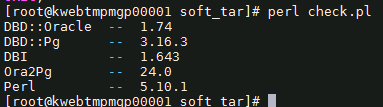 [root@kwebtmpmgp00001 soft_tar]# perl check.pl
DBD::Oracle -- 1.74
DBD::Pg -- 3.16.3
DBI -- 1.643
Ora2Pg -- 24.0
Perl -- 5.10.1
[root@kwebtmpmgp00001 soft_tar]#